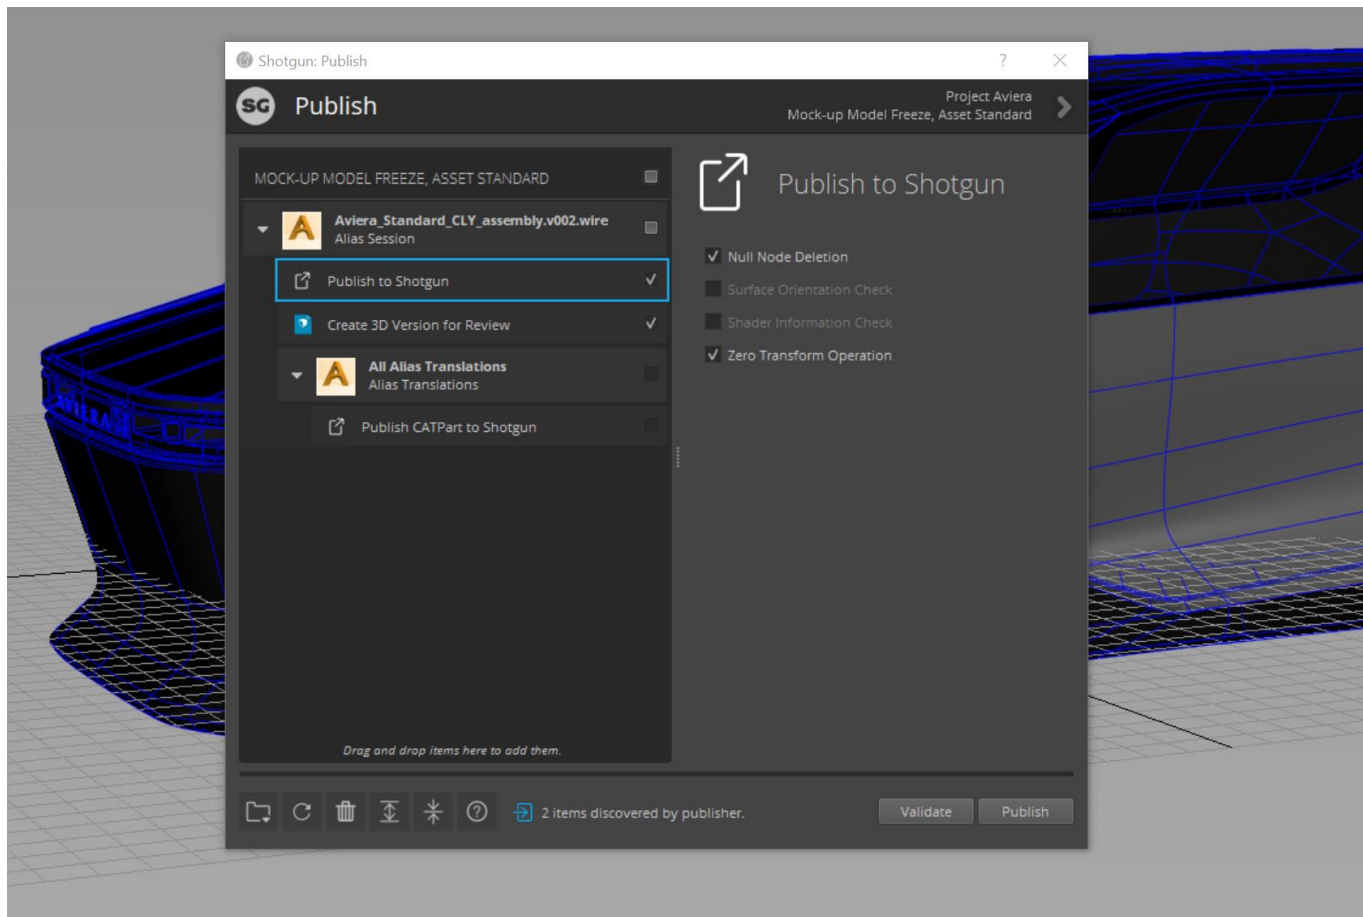 Shotgun: Publish
?
SG
Publish
Project Aviera
Mock-up Model Freeze, Asset Standard
MOCK-UP MODEL FREEZE, ASSET STANDARD
Aviera_Standard_CLY_assembly.v002.wire
Alias Session
Publish to Shotgun
Create 3D Version for Review
All Alias Translations
Alias Translations
Publish CATPart to Shotgun
Drag and drop items here to add them.
Publish to Shotgun
Null Node Deletion
Surface Orientation Check
Shader Information Check
Zero Transform Operation
AVIERA
?
2 items discovered by publisher.
Validate
Publish